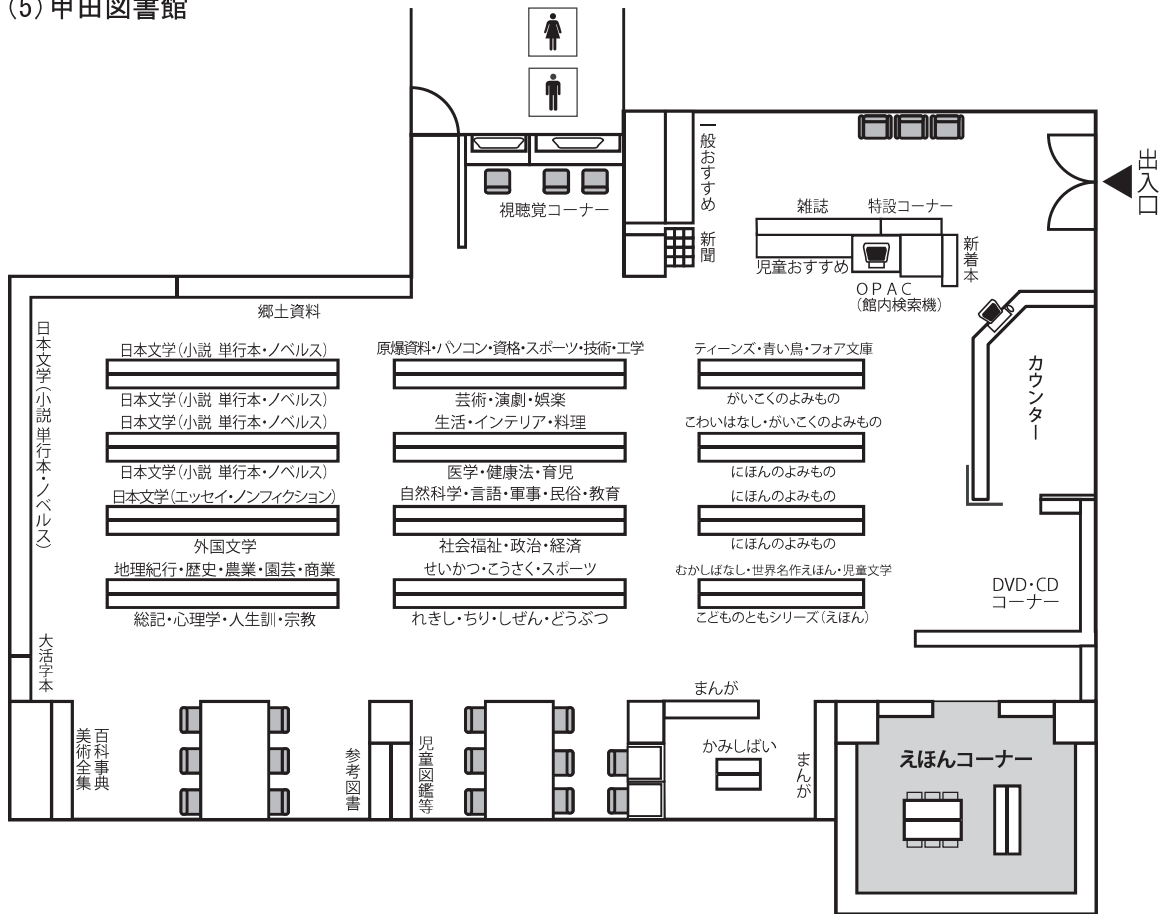 (5)甲田図書館
出入口
一般おすすめ
視聴覚コーナー
新聞
雑誌
特設コーナー
新着本
児童おすすめ
OPAC
(館内検索機)
郷土資料
カウンター
日本文学(小説 単行本・ノベルス)
日本文学(小説 単行本・ノベルス)
日本文学(小説 単行本・ノベルス)
日本文学(小説 単行本・ノベルス)
日本文学(小説 単行本・ノベルス)
日本文学(エッセイ・ノンフィクション)
外国文学
地理紀行・歴史・農業・園芸・商業
総記・心理学・人生訓・宗教
原爆資料・パソコン・資格・スポーツ・技術・工学
芸術・演劇・娯楽
生活・インテリア・料理
医学・健康法・育児
自然科学・言語・軍事・民俗・教育
社会福祉・政治・経済
せいかつ・こうさく・スポーツ
れきし・ちり・しぜん・どうぶつ
ティーンズ・青い鳥・フォア文庫
がいこくのよみもの
こわいはなし・がいこくのよみもの
にほんのよみもの
にほんのよみもの
にほんのよみもの
むかしばなし・世界名作えほん・児童文学
こどものともシリーズ(えほん)
DVD・CD
コーナー
大活字本
百科事典
美術全集
参考図書
児童図鑑等
まんが
かみしばい
まんが
えほんコーナー